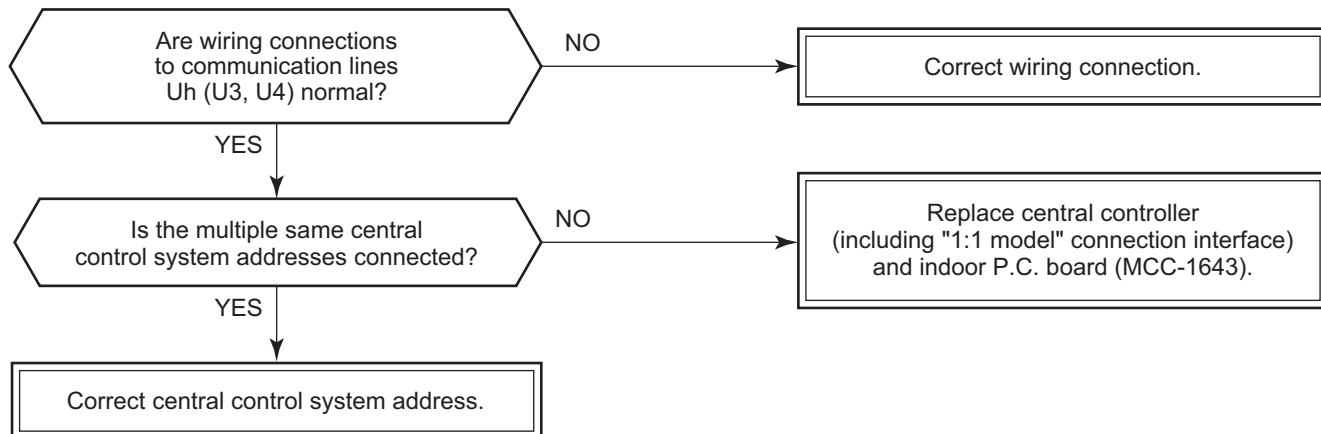 Are wiring connections
to communication lines
Uh (U3, U4) normal?
NO
Correct wiring connection.
YES
Is the multiple same central
control system addresses connected?
NO
Replace central controller
(including "1:1 model" connection interface)
and indoor P.C. board (MCC-1643).
YES
Correct central control system address.